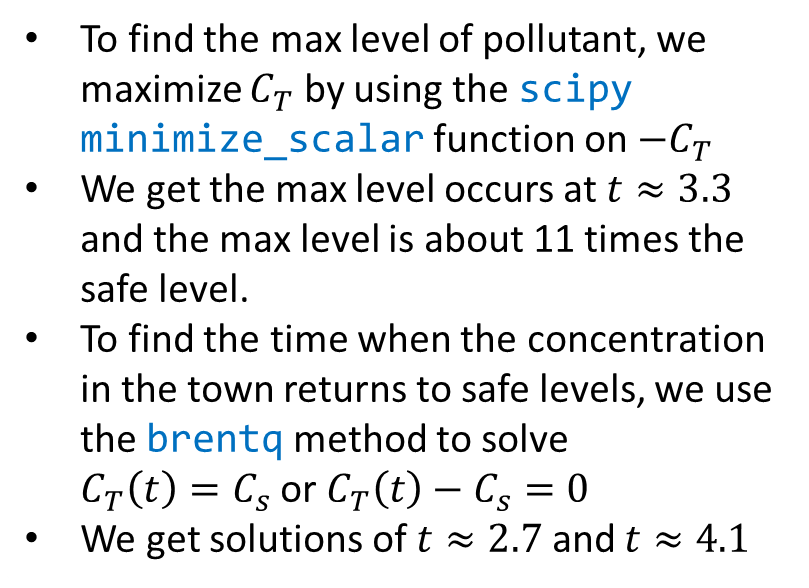 • To find the max level of pollutant, we
maximize C_T by using the scipy
minimize_scalar function on −C_T
• We get the max level occurs at t ≈ 3.3
and the max level is about 11 times the
safe level.
• To find the time when the concentration
in the town returns to safe levels, we use
the brentq method to solve
C_T(t) = C_s or C_T(t) − C_s = 0
• We get solutions of t ≈ 2.7 and t ≈ 4.1